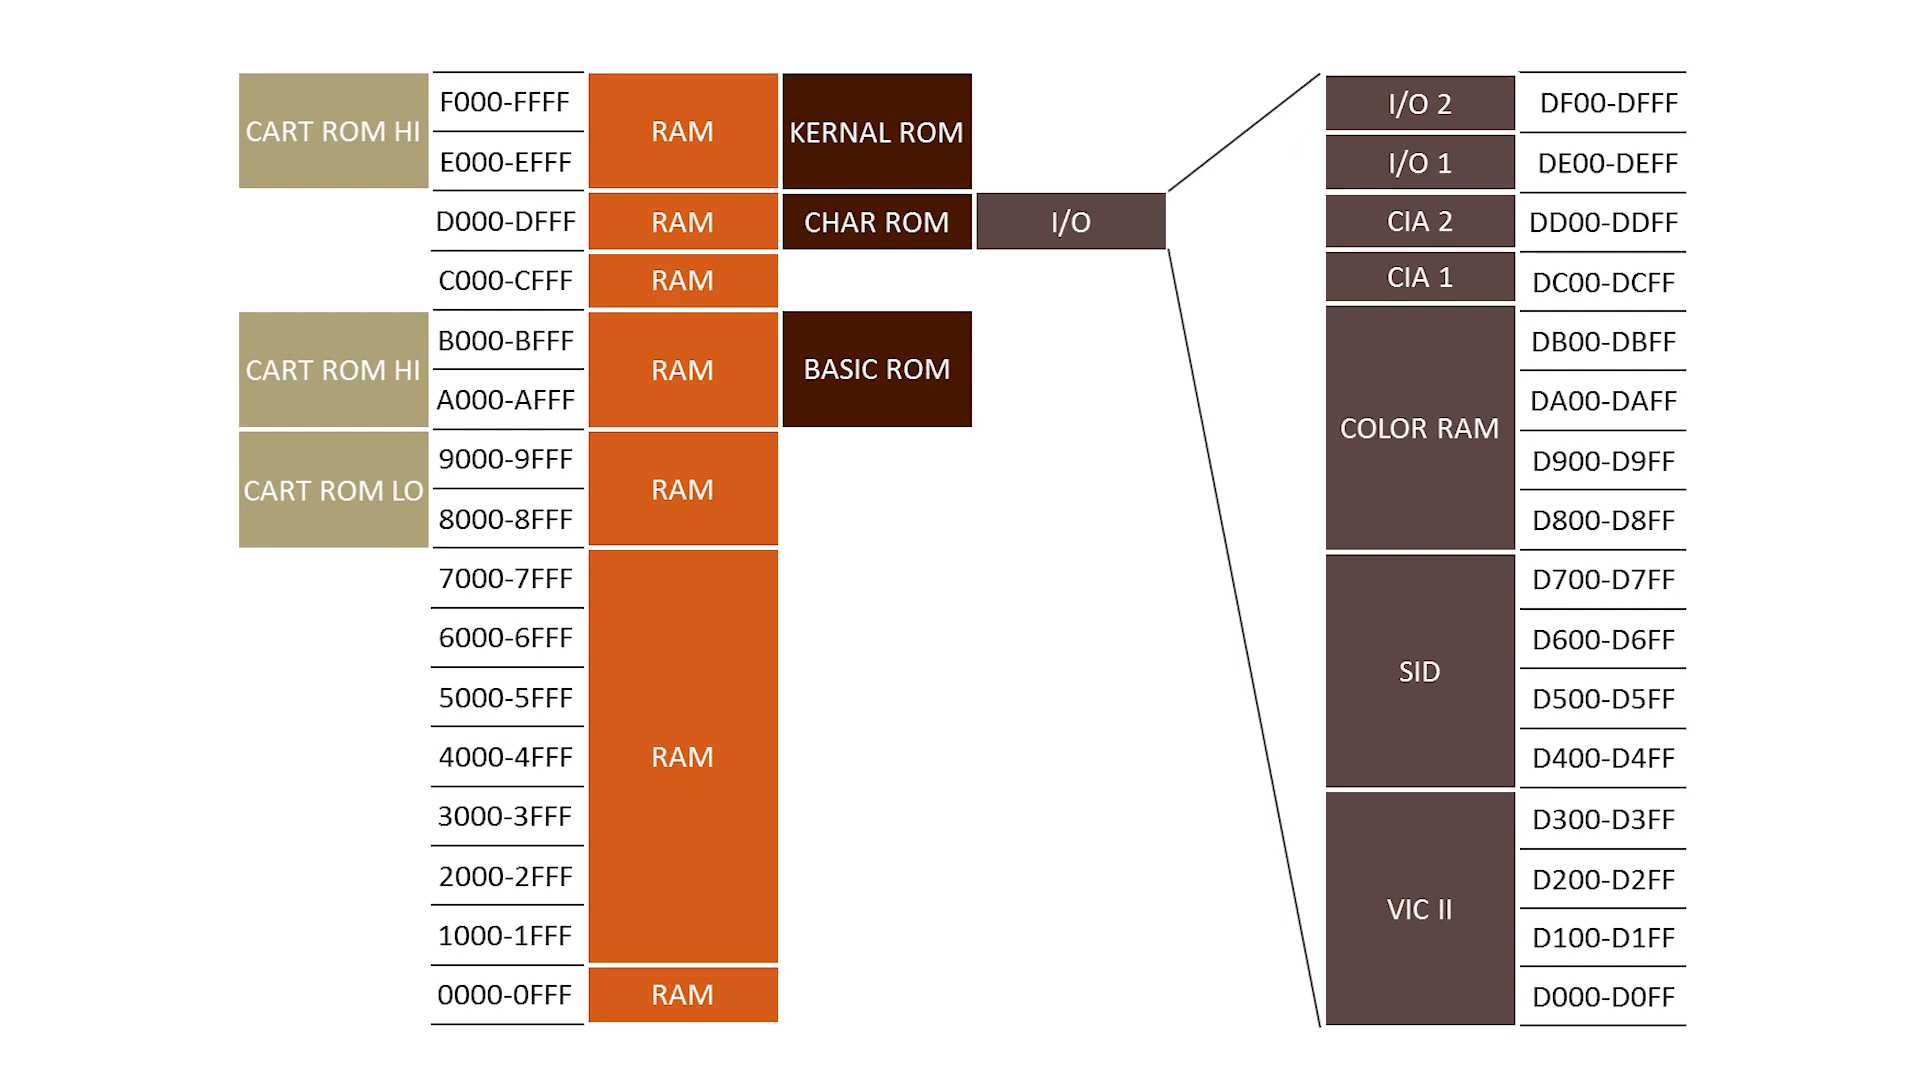 CART ROM HI
F000-FFFF
E000-EFFF
RAM
KERNAL ROM
D000-DFFF
RAM
CHAR ROM
I/O
C000-CFFF
RAM
CART ROM HI
B000-BFFF
A000-AFFF
RAM
BASIC ROM
CART ROM LO
9000-9FFF
8000-8FFF
RAM
7000-7FFF
6000-6FFF
5000-5FFF
4000-4FFF
3000-3FFF
2000-2FFF
1000-1FFF
RAM
0000-0FFF
RAM
I/O 2
DF00-DFFF
I/O 1
DE00-DEFF
CIA 2
DD00-DDFF
CIA 1
DC00-DCFF
COLOR RAM
DB00-DBFF
DA00-DAFF
D900-D9FF
D800-D8FF
SID
D700-D7FF
D600-D6FF
D500-D5FF
D400-D4FF
VIC II
D300-D3FF
D200-D2FF
D100-D1FF
D000-D0FF